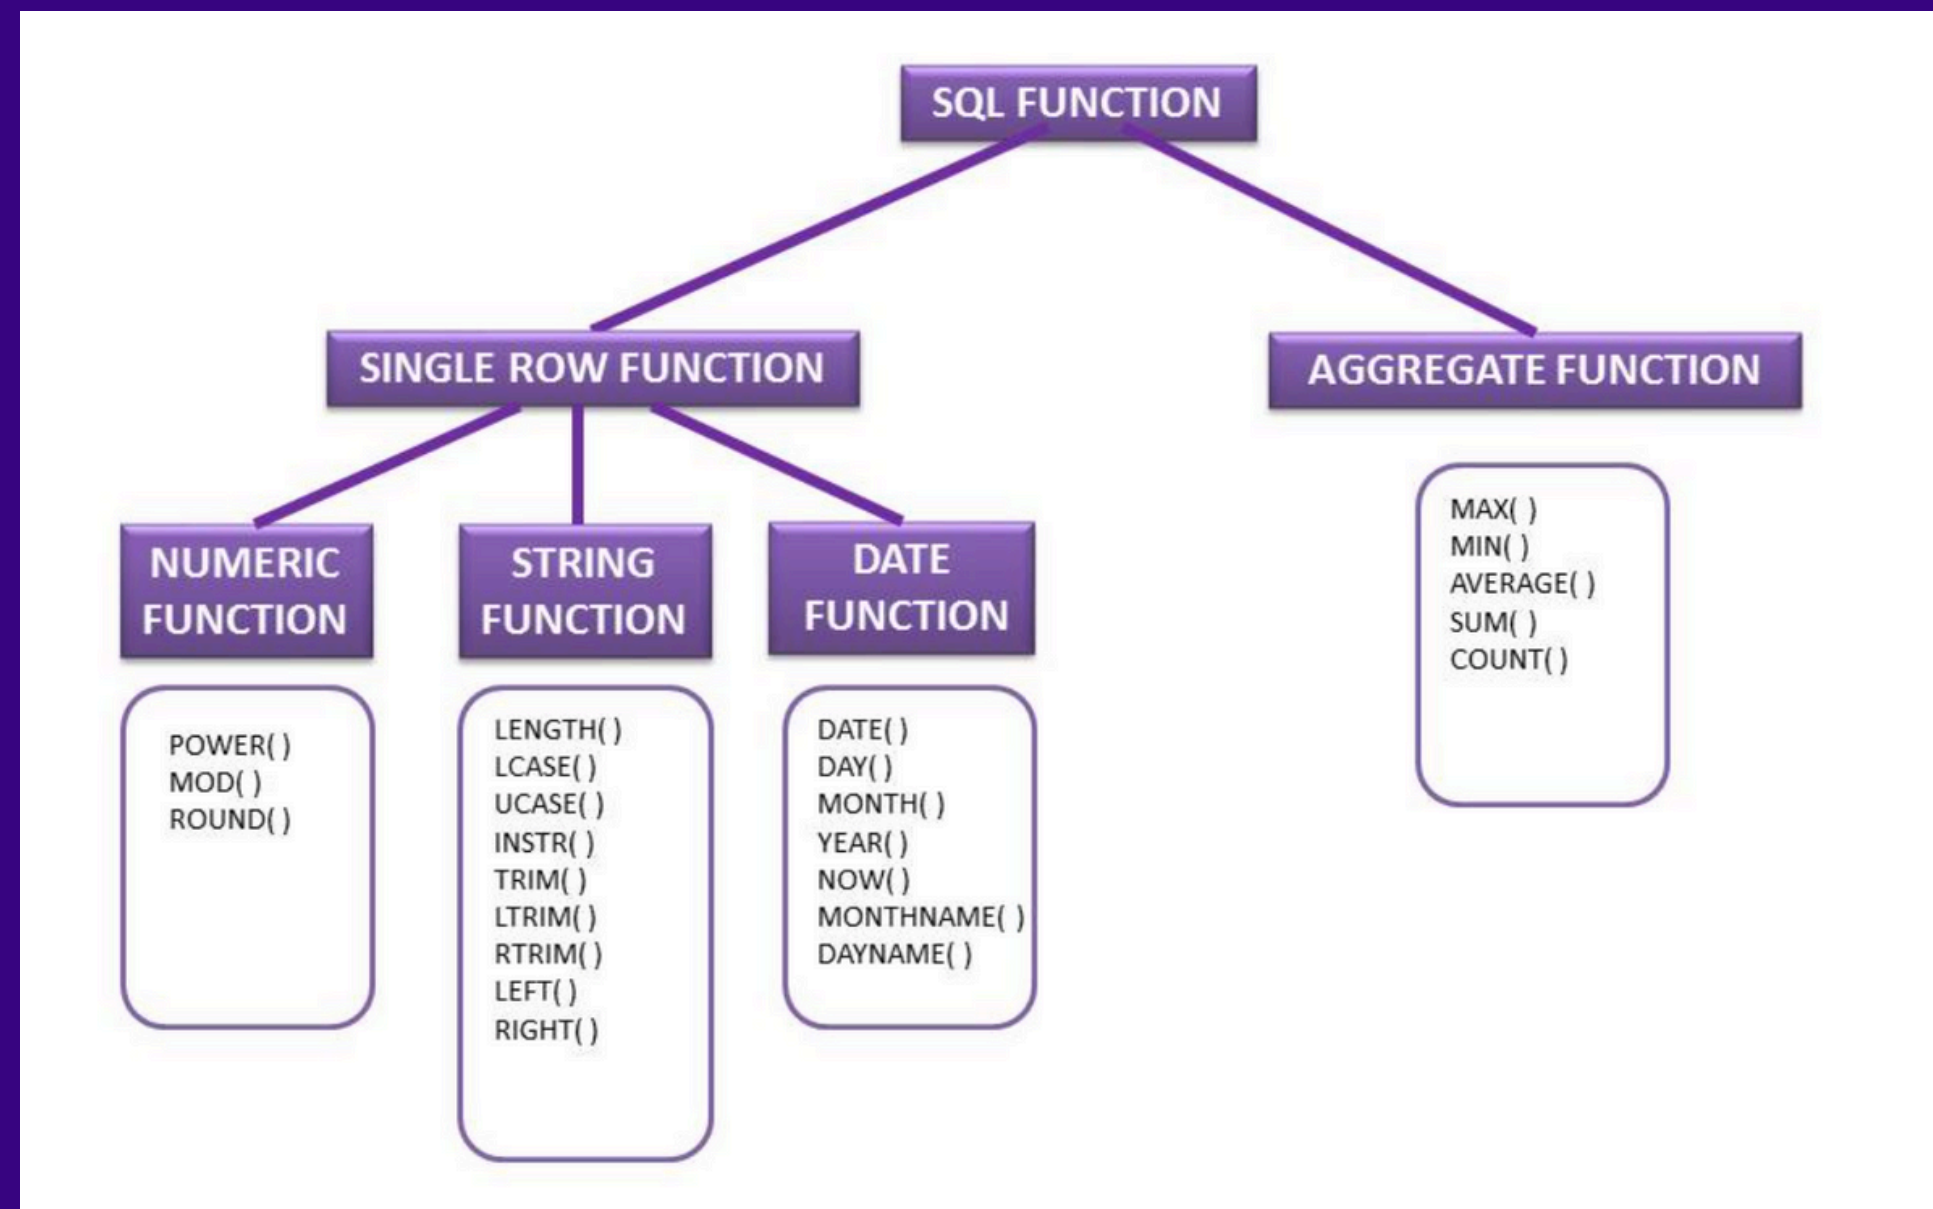 SQL FUNCTION
SINGLE ROW FUNCTION
AGGREGATE FUNCTION
NUMERIC
FUNCTION
STRING
FUNCTION
DATE
FUNCTION
POWER( )
MOD( )
ROUND( )
LENGTH( )
LCASE( )
UCASE( )
INSTR( )
TRIM( )
LTRIM( )
RTRIM( )
LEFT( )
RIGHT( )
DATE( )
DAY( )
MONTH( )
YEAR( )
NOW( )
MONTHNAME( )
DAYNAME( )
MAX( )
MIN( )
AVERAGE( )
SUM( )
COUNT( )